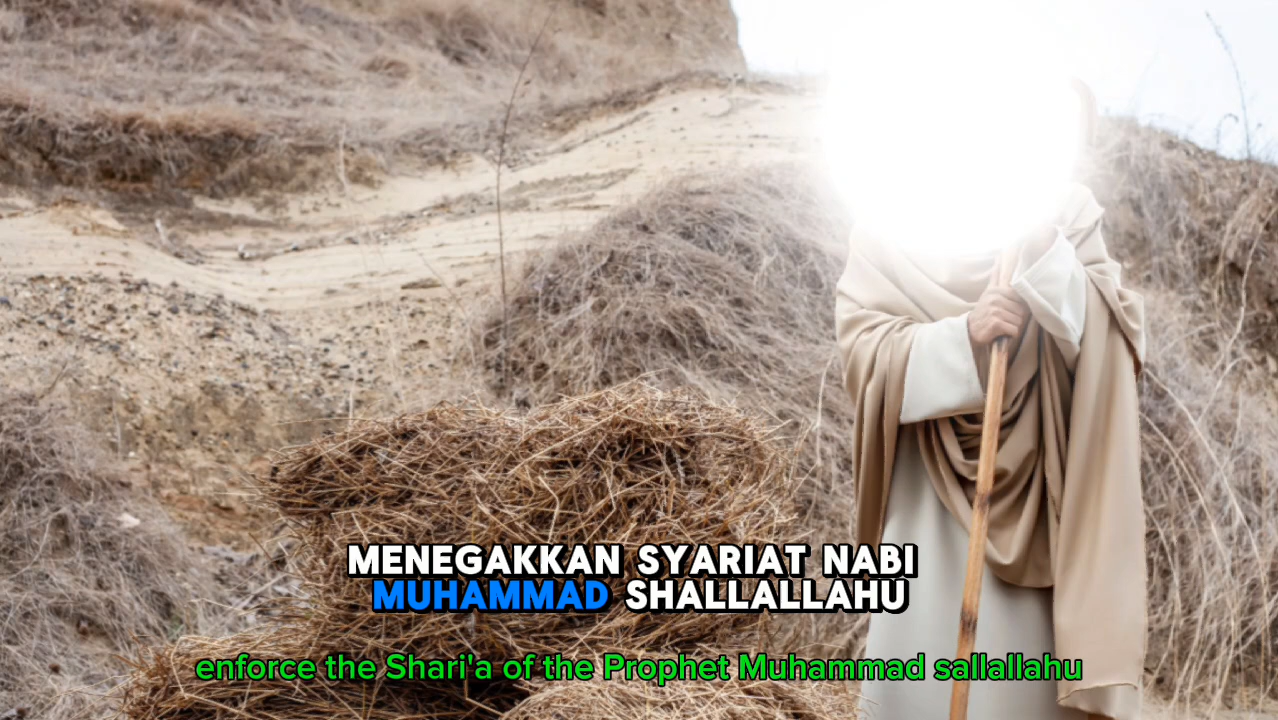 MENEGAKKAN SYARIAT NABI
MUHAMMAD SHALLALLAHU
enforce the Shari'a of the Prophet Muhammad sallallahu